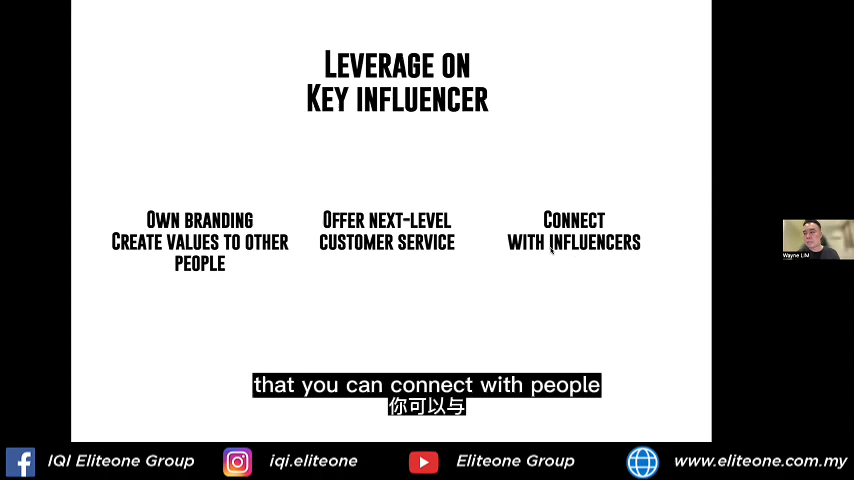 LEVERAGE ON
KEY INFLUENCER
OWN BRANDING
CREATE VALUES TO OTHER
PEOPLE
OFFER NEXT-LEVEL
CUSTOMER SERVICE
CONNECT
WITH INFLUENCERS
Wayne LIM
that you can connect with people
你可以与
IQI Eliteone Group
iqi.eliteone
Eliteone Group
www.eliteone.com.my